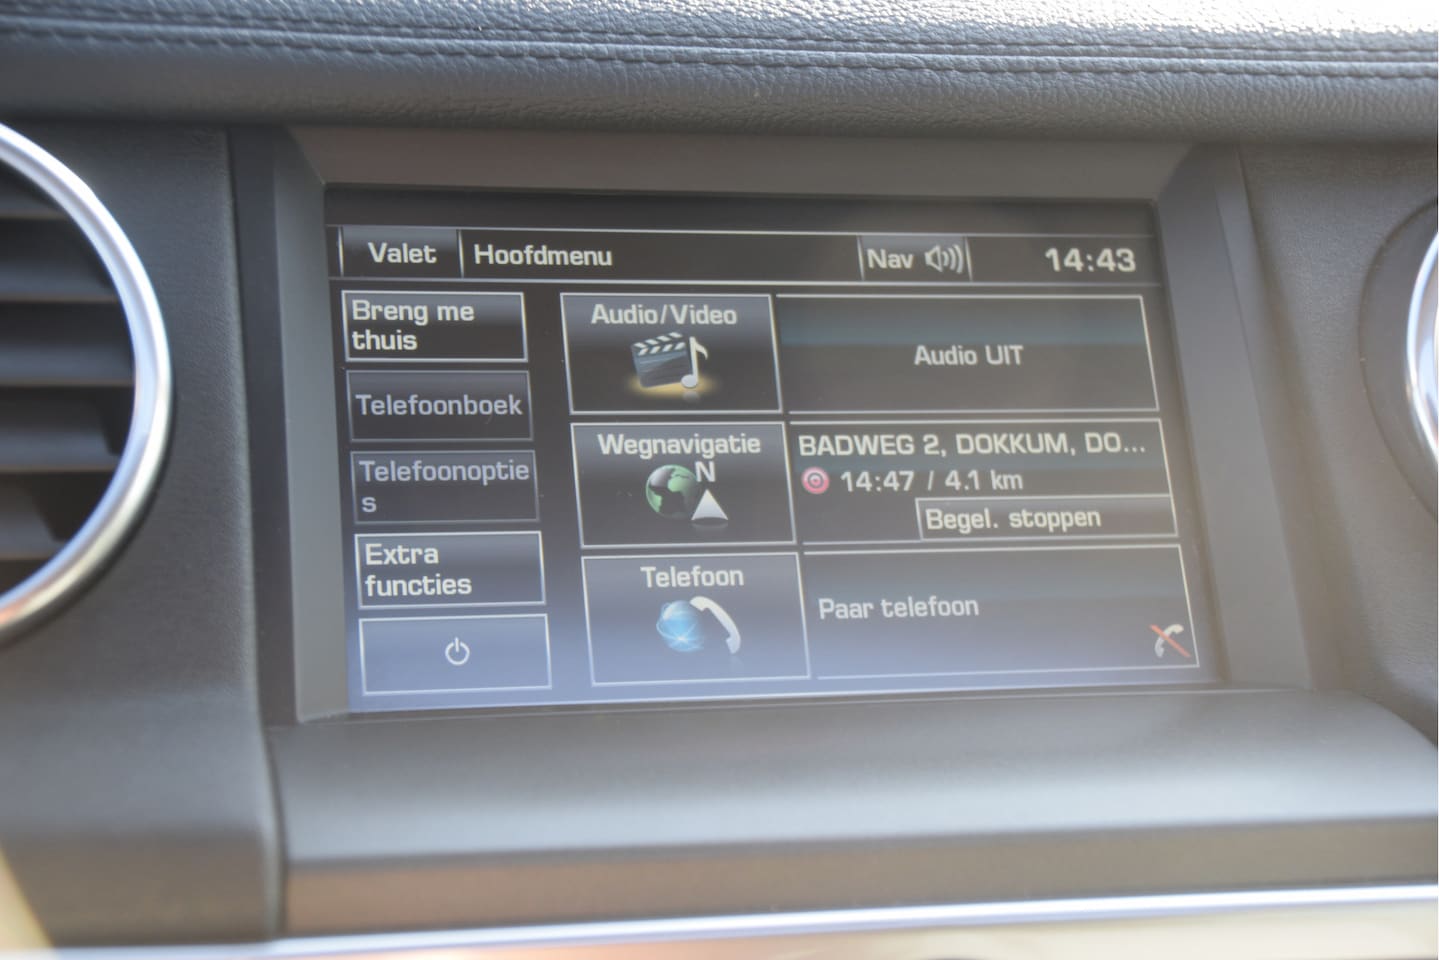 Valet Hoofdmenu Nav 14:43
Breng me
thuis
Telefoonboek
Telefoonoptie
s
Extra
functies
Audio/Video
Audio UIT
Wegnavigatie
N
BADWEG 2, DOKKUM, DO...
14:47 / 4.1 km
Begel. stoppen
Telefoon
Paar telefoon